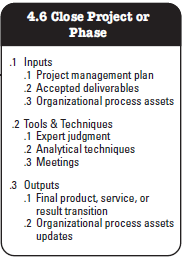 4.6 Close Project or
Phase
.1 Inputs
.1 Project management plan
.2 Accepted deliverables
.3 Organizational process assets
.2 Tools & Techniques
.1 Expert judgment
.2 Analytical techniques
.3 Meetings
.3 Outputs
.1 Final product, service, or
result transition
.2 Organizational process assets
updates